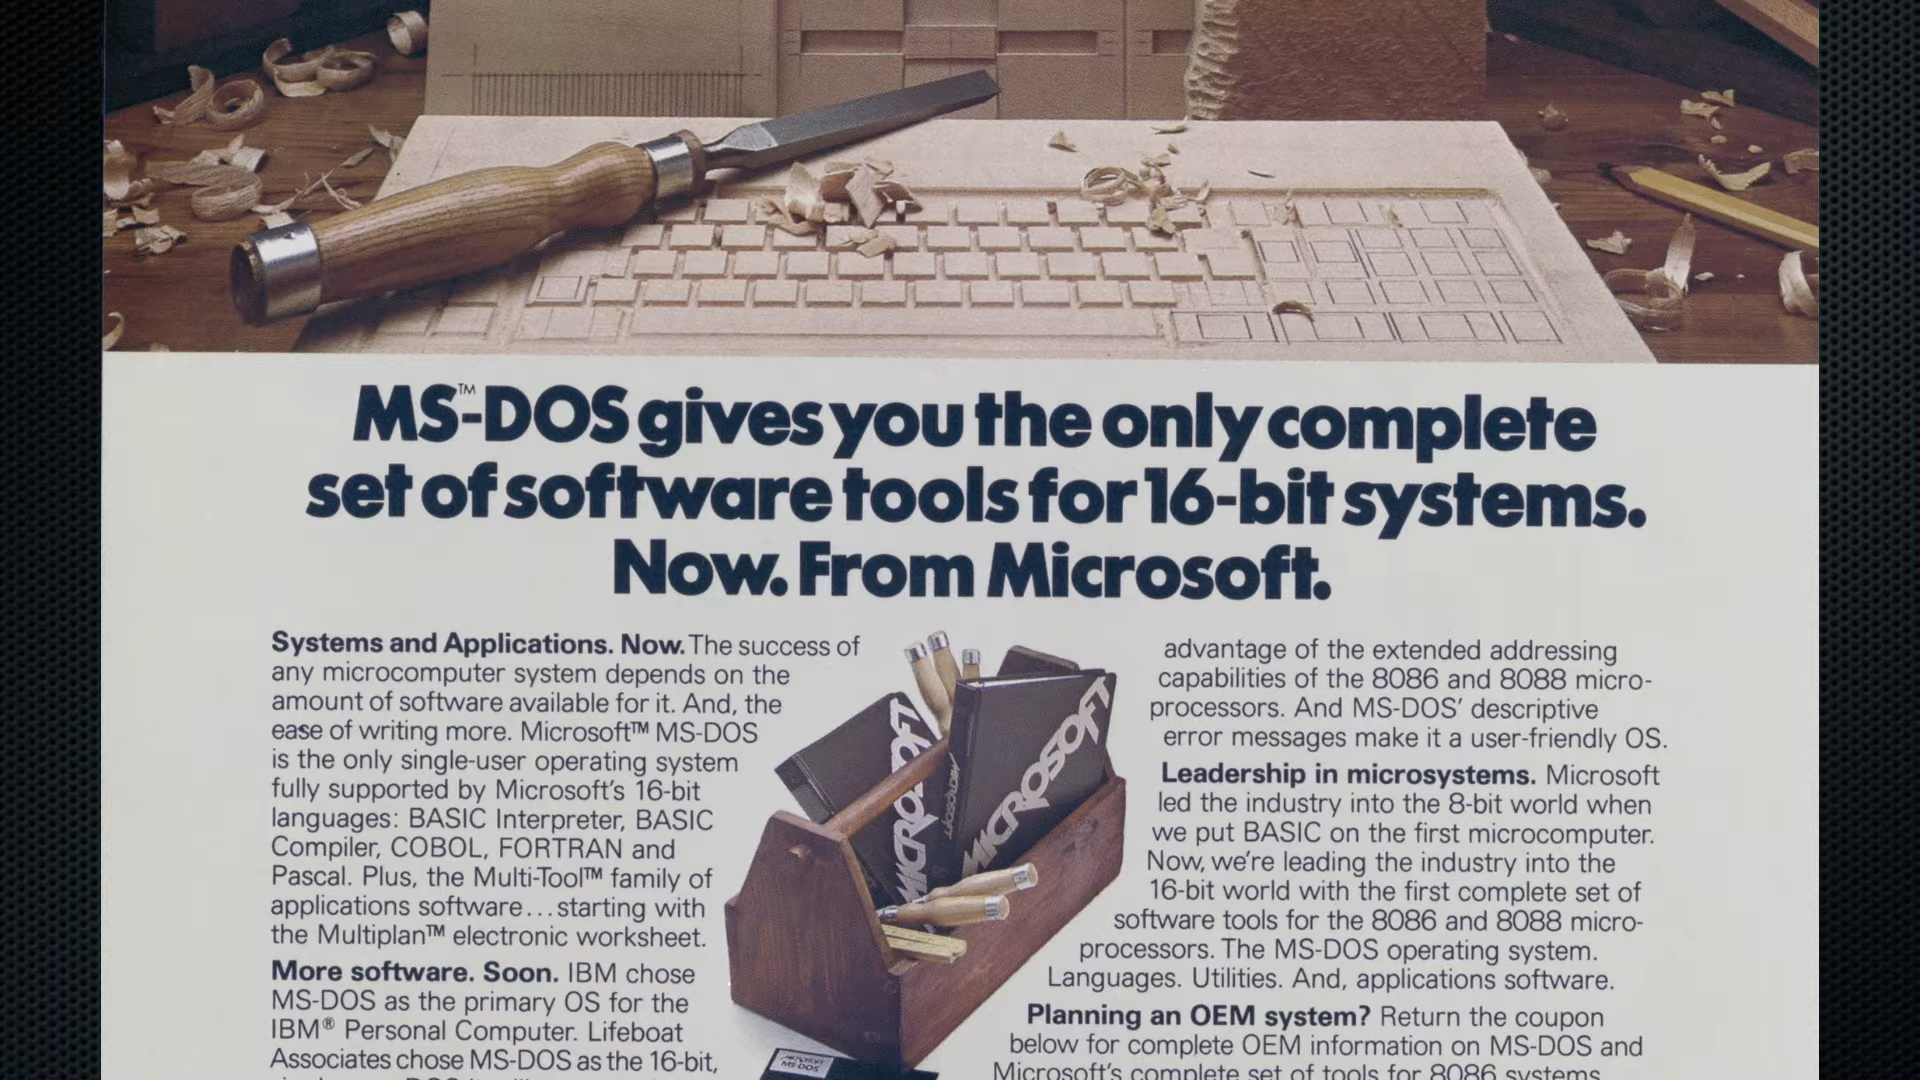 MS™-DOS gives you the only complete
set of software tools for 16-bit systems.
Now. From Microsoft.
Systems and Applications. Now. The success of
any microcomputer system depends on the
amount of software available for it. And, the
ease of writing more. Microsoft™ MS-DOS
is the only single-user operating system
fully supported by Microsoft's 16-bit
languages: BASIC Interpreter, BASIC
Compiler, COBOL, FORTRAN and
Pascal. Plus, the Multi-Tool™ family of
applications software...starting with
the Multiplan™ electronic worksheet.
More software. Soon. IBM chose
MS-DOS as the primary OS for the
IBM® Personal Computer. Lifeboat
Associates chose MS-DOS as the 16-bit,
MICROSOFT
MICROSOFT
MICROSOFT
MICROSOFT
MS-DOS
advantage of the extended addressing
capabilities of the 8086 and 8088 micro-
processors. And MS-DOS' descriptive
error messages make it a user-friendly OS.
Leadership in microsystems. Microsoft
led the industry into the 8-bit world when
we put BASIC on the first microcomputer.
Now, we're leading the industry into the
16-bit world with the first complete set of
software tools for the 8086 and 8088 micro-
processors. The MS-DOS operating system.
Languages. Utilities. And, applications software.
Planning an OEM system? Return the coupon
below for complete OEM information on MS-DOS and
Microsoft's complete set of tools for 8086 systems.